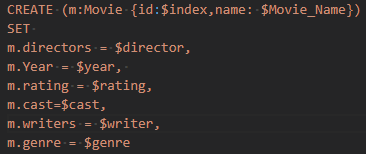 CREATE (m:Movie {id:$index,name: $Movie_Name})
SET
m.directors = $director,
m.Year = $year,
m.rating = $rating,
m.cast=$cast,
m.writers = $writer,
m.genre = $genre